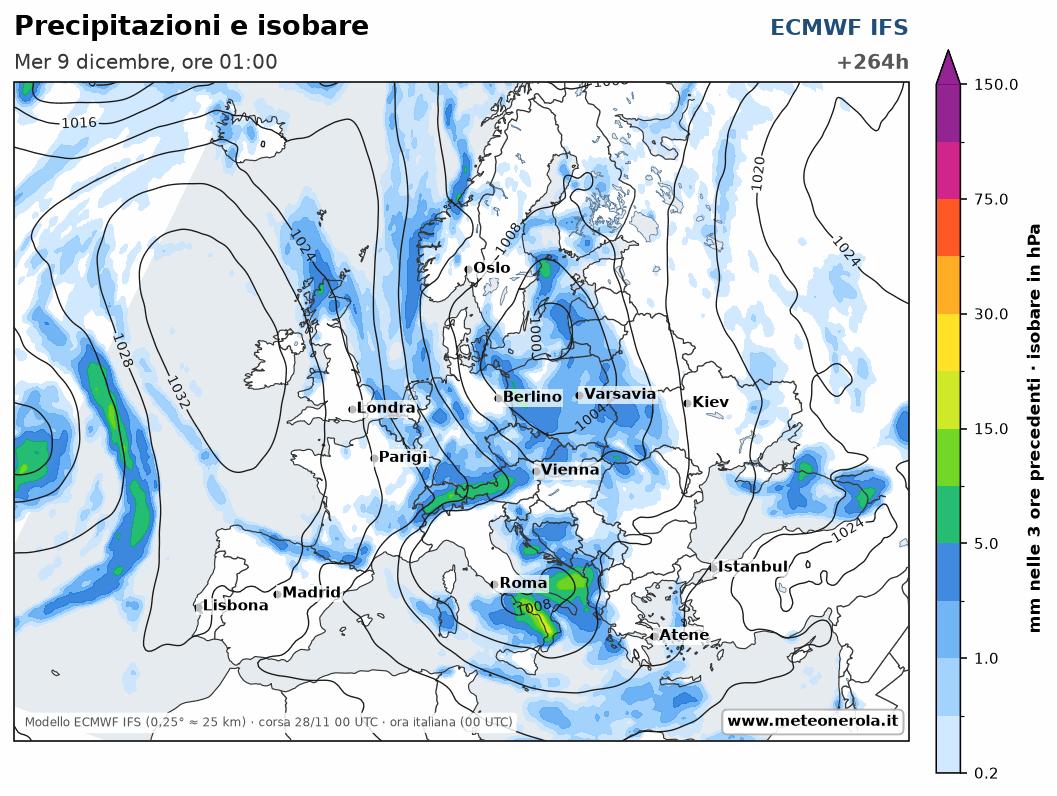 Precipitazioni e isobare
ECMWF IFS
Mer 9 dicembre, ore 01:00
+264h
1016
1008
1020
1024
1024
1028
1032
1000
1004
1008
1024
Oslo
Londra
Berlino
Varsavia
Kiev
Parigi
Vienna
Roma
Istanbul
Madrid
Lisbona
Atene
Modello ECMWF IFS (0,25° ≈ 25 km) · corsa 28/11 00 UTC · ora italiana (00 UTC)
www.meteonerola.it
150.0
75.0
30.0
15.0
5.0
1.0
0.2
mm nelle 3 ore precedenti · isobare in hPa